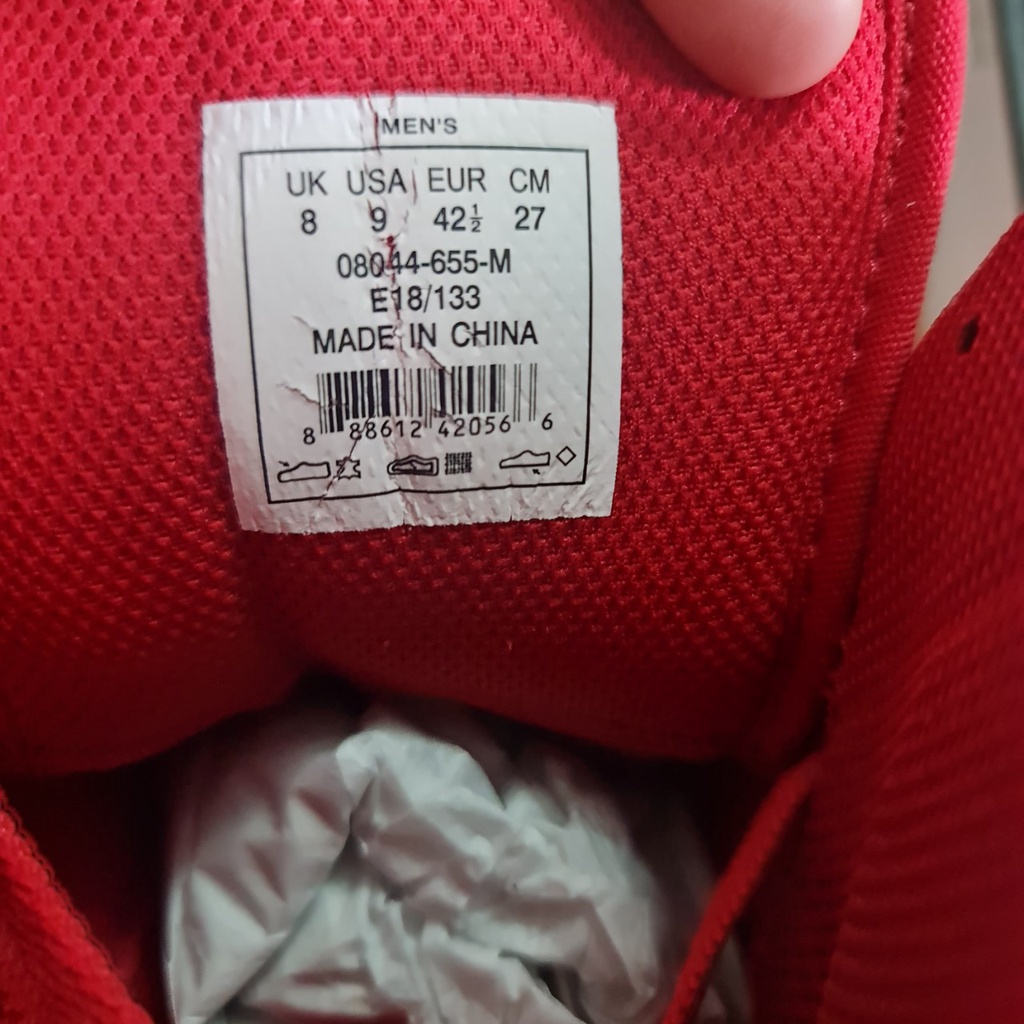 MEN'S
UK USA EUR CM
8 9 42½ 27
08044-655-M
E18/133
MADE IN CHINA
8 88612 42056 6